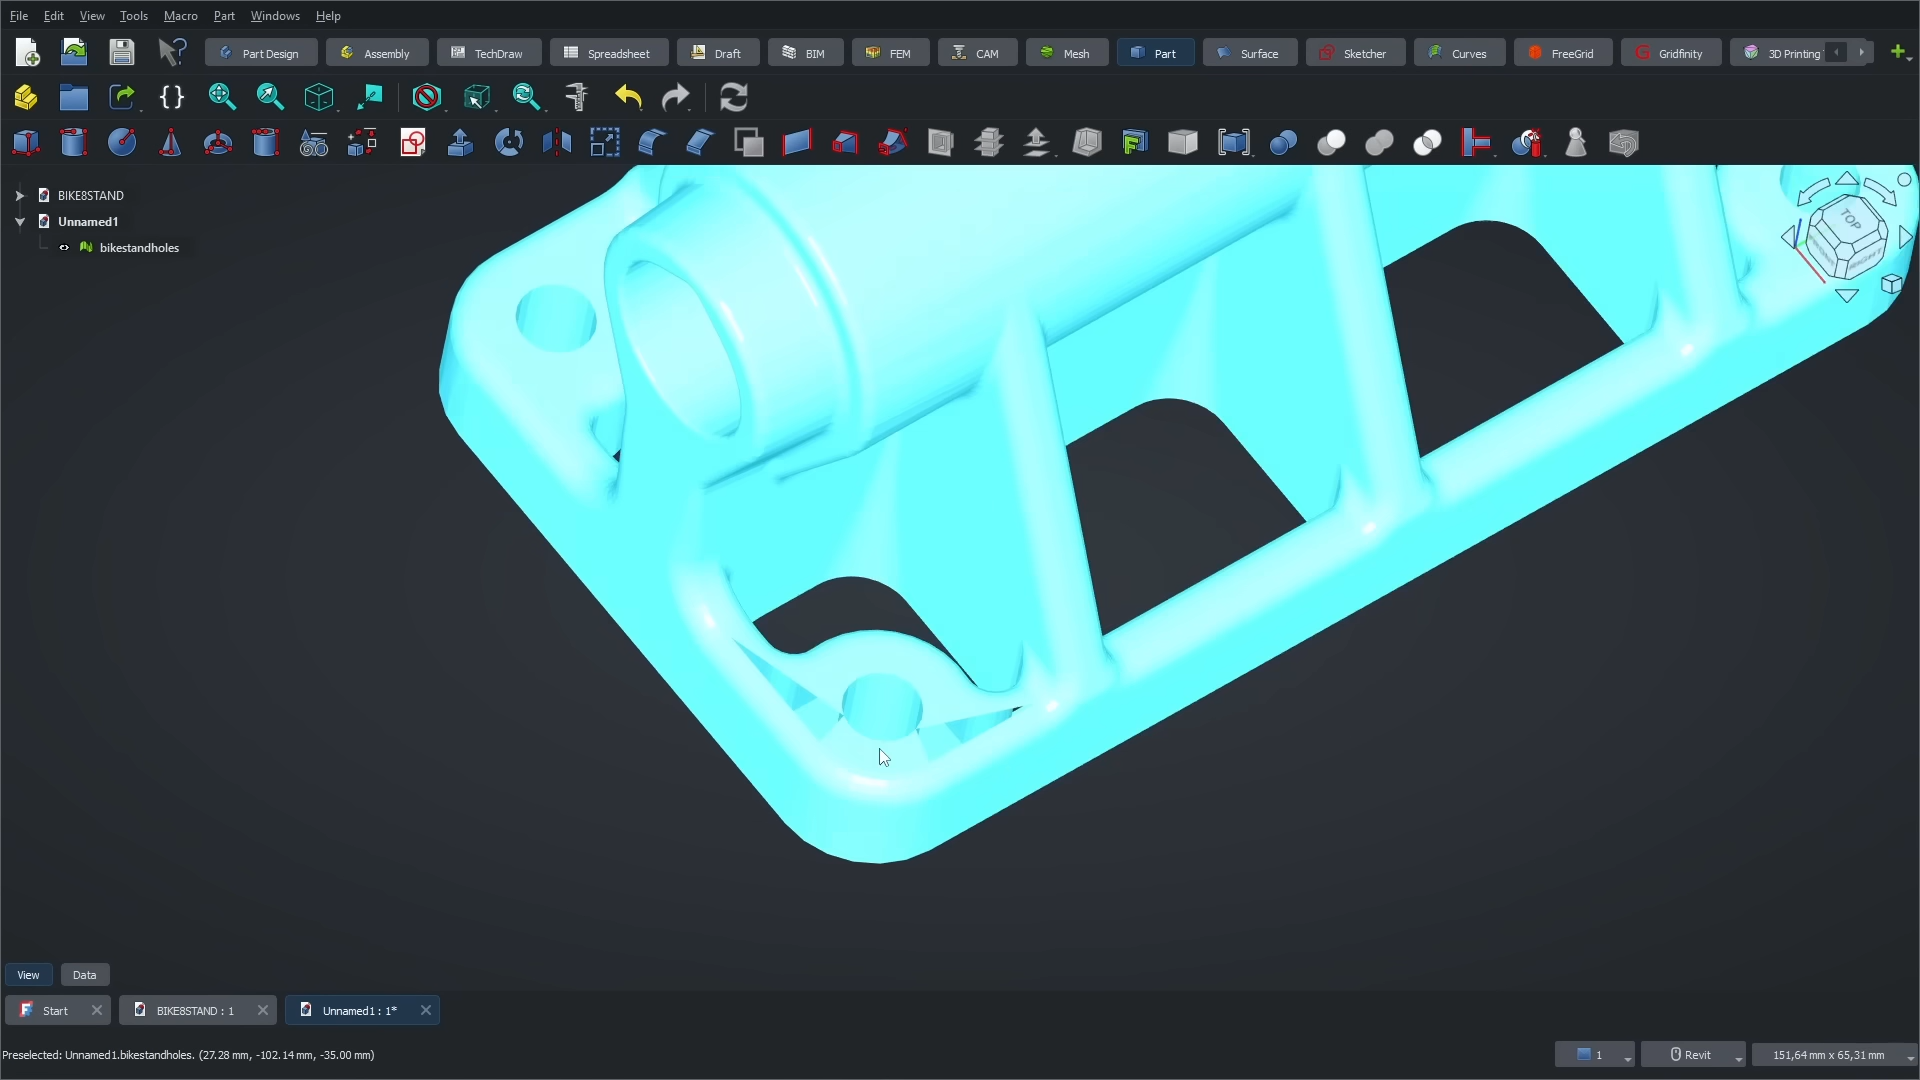 File Edit View Tools Macro Part Windows Help
Part Design Assembly TechDraw Spreadsheet Draft BIM FEM CAM Mesh Part Surface Sketcher Curves FreeGrid Gridfinity 3D Printing
BIKE8STAND
Unnamed1
bikestandholes
TOP
View Data
Start BIKE8STAND : 1 Unnamed1 : 1*
Preselected: Unnamed1.bikestandholes. (27.28 mm, -102.14 mm, -35.00 mm) 1 Revit 151,64 mm x 65,31 mm